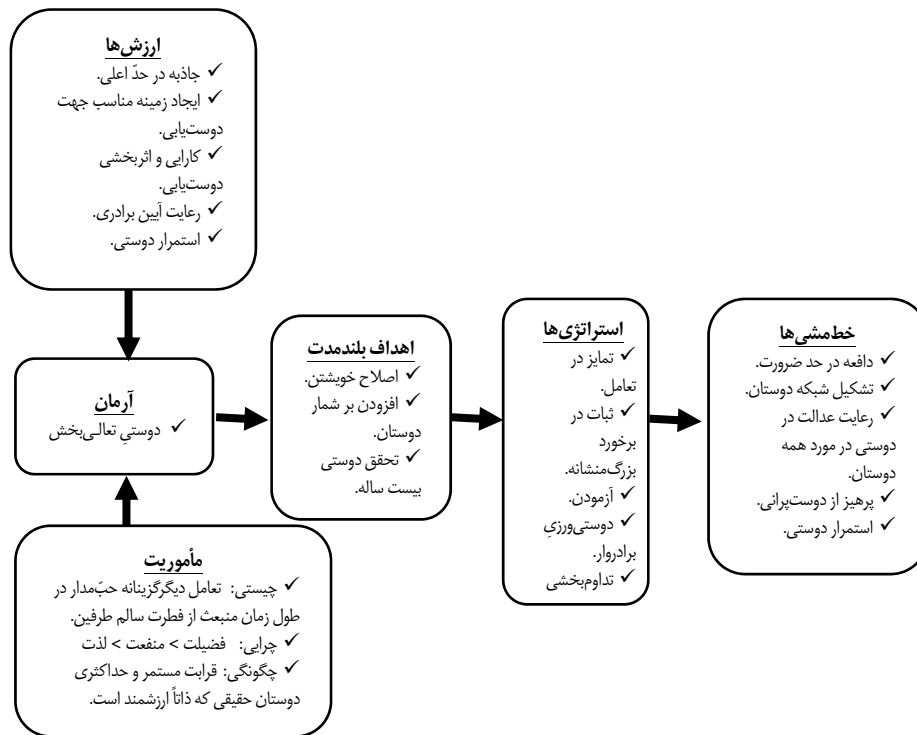 ارزش‌ها
✓ جاذبه در حدّ اعلی.
✓ ایجاد زمینه مناسب جهت
دوست‌یابی.
✓ کارایی و اثربخشی
دوست‌یابی.
✓ رعایت آیین برادری.
✓ استمرار دوستی.
آرمان
✓ دوستیِ تعالی‌بخش
مأموریت
✓ چیستی: تعامل دیگرگزینانه حبّ‌مدار در
طول زمان منبعث از فطرت سالم طرفین.
✓ چرایی: فضیلت > منفعت > لذت
✓ چگونگی: قرابت مستمر و حداکثری
دوستان حقیقی که ذاتاً ارزشمند است.
اهداف بلندمدت
✓ اصلاح خویشتن.
✓ افزودن بر شمار
دوستان.
✓ تحقق دوستی
بیست ساله.
استراتژی‌ها
✓ تمایز در
تعامل.
✓ ثبات در
برخورد
بزرگ‌منشانه.
✓ آزمودن.
✓ دوستی‌ورزیِ
برادروار.
✓ تداوم‌بخشی
خط‌مشی‌ها
✓ دافعه در حد ضرورت.
✓ تشکیل شبکه دوستان.
✓ رعایت عدالت در
دوستی در مورد همه
دوستان.
✓ پرهیز از دوست‌پرانی.
✓ استمرار دوستی.